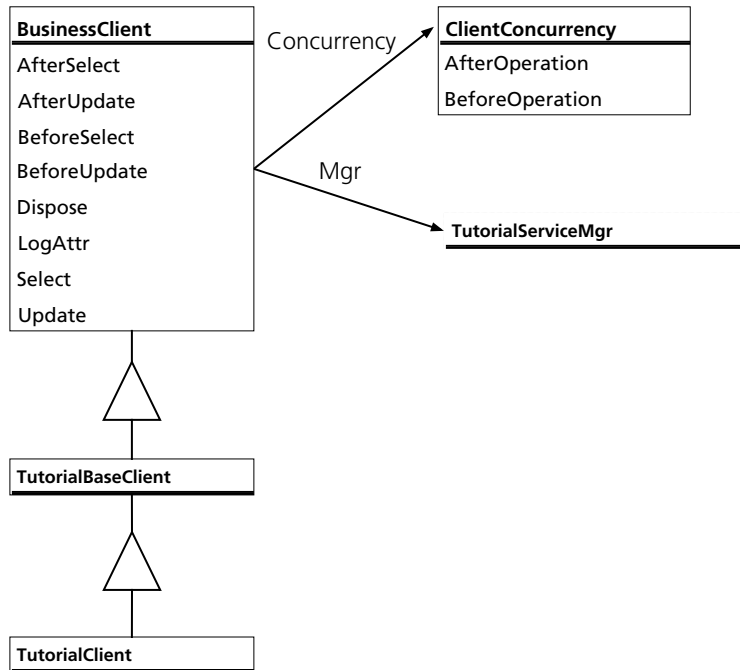 BusinessClient
AfterSelect
AfterUpdate
BeforeSelect
BeforeUpdate
Dispose
LogAttr
Select
Update
Concurrency
ClientConcurrency
AfterOperation
BeforeOperation
Mgr
TutorialServiceMgr
TutorialBaseClient
TutorialClient